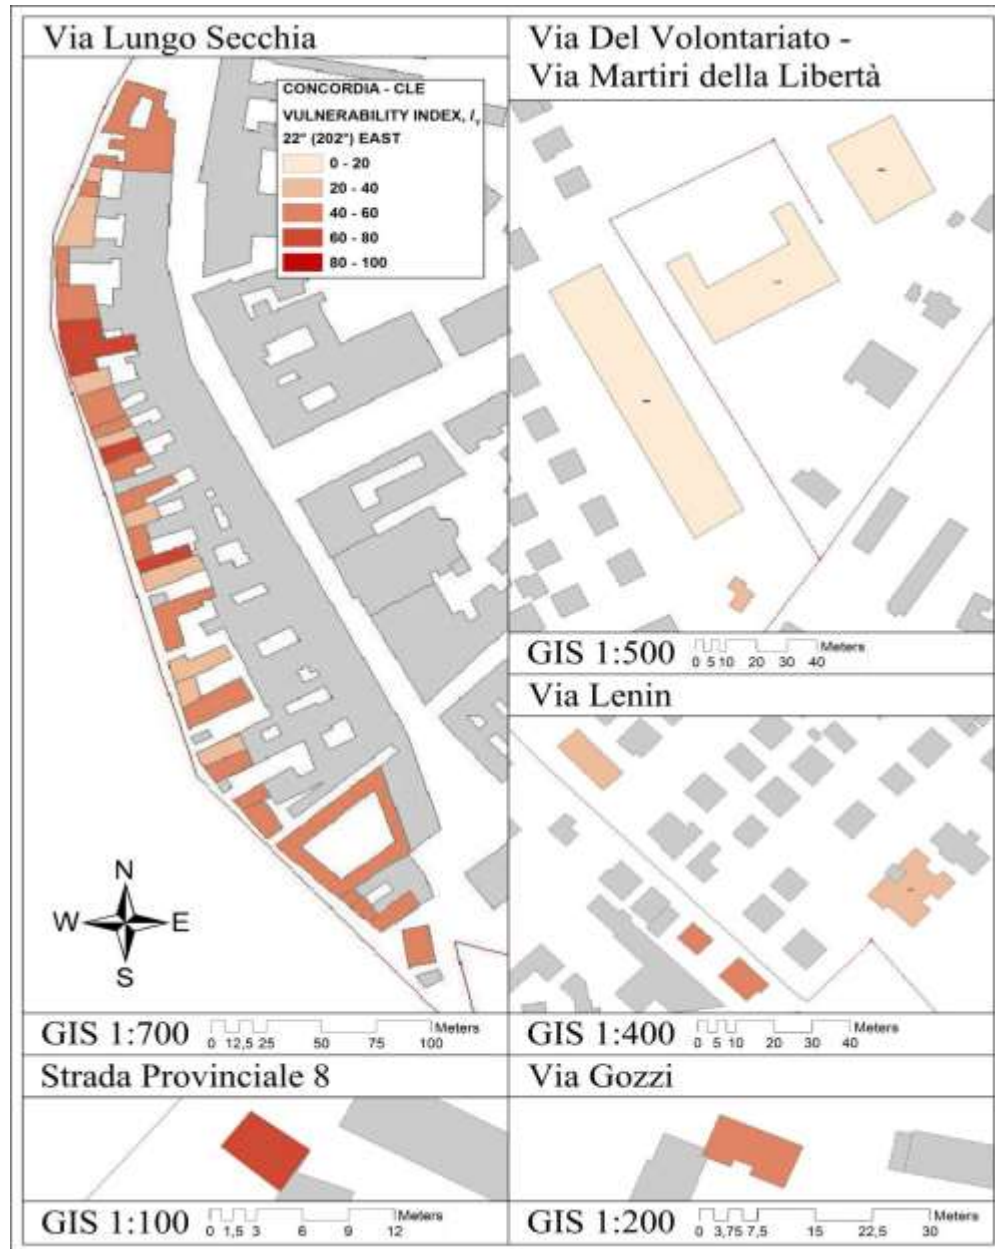 Via Lungo Secchia
CONCORDIA - CLE
VULNERABILITY INDEX, Iv
22° (202°) EAST
0 - 20
20 - 40
40 - 60
60 - 80
80 - 100
N
W E
S
GIS 1:700
0 12,5 25 50 75 100
Meters
Via Del Volontariato -
Via Martiri della Libertà
GIS 1:500
0 5 10 20 30 40
Meters
Via Lenin
GIS 1:400
0 5 10 20 30 40
Meters
Strada Provinciale 8
GIS 1:100
0 1,5 3 6 9 12
Meters
Via Gozzi
GIS 1:200
0 3,75 7,5 15 22,5 30
Meters